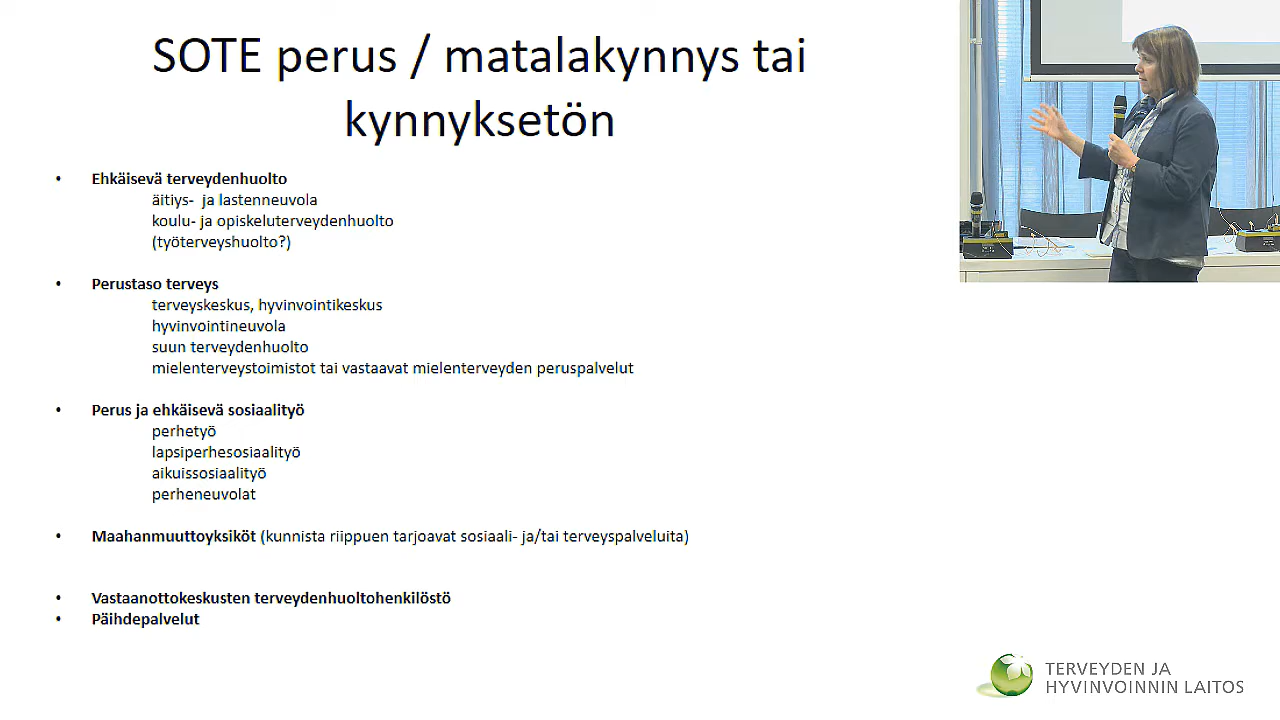 SOTE perus / matalakynnys tai
kynnyksetön
• Ehkäisevä terveydenhuolto
äitiys- ja lastenneuvola
koulu- ja opiskeluterveydenhuolto
(työterveyshuolto?)
• Perustaso terveys
terveyskeskus, hyvinvointikeskus
hyvinvointineuvola
suun terveydenhuolto
mielenterveystoimistot tai vastaavat mielenterveyden peruspalvelut
• Perus ja ehkäisevä sosiaalityö
perhetyö
lapsiperhesosiaalityö
aikuissosiaalityö
perheneuvolat
• Maahanmuuttoyksiköt (kunnista riippuen tarjoavat sosiaali- ja/tai terveyspalveluita)
• Vastaanottokeskusten terveydenhuoltohenkilöstö
• Päihdepalvelut
TERVEYDEN JA
HYVINVOINNIN LAITOS